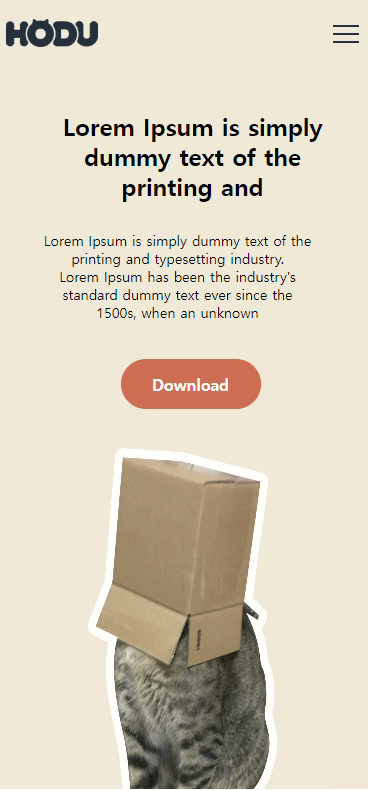 HODU
Lorem Ipsum is simply
dummy text of the
printing and
Lorem Ipsum is simply dummy text of the
printing and typesetting industry.
Lorem Ipsum has been the industry's
standard dummy text ever since the
1500s, when an unknown
Download